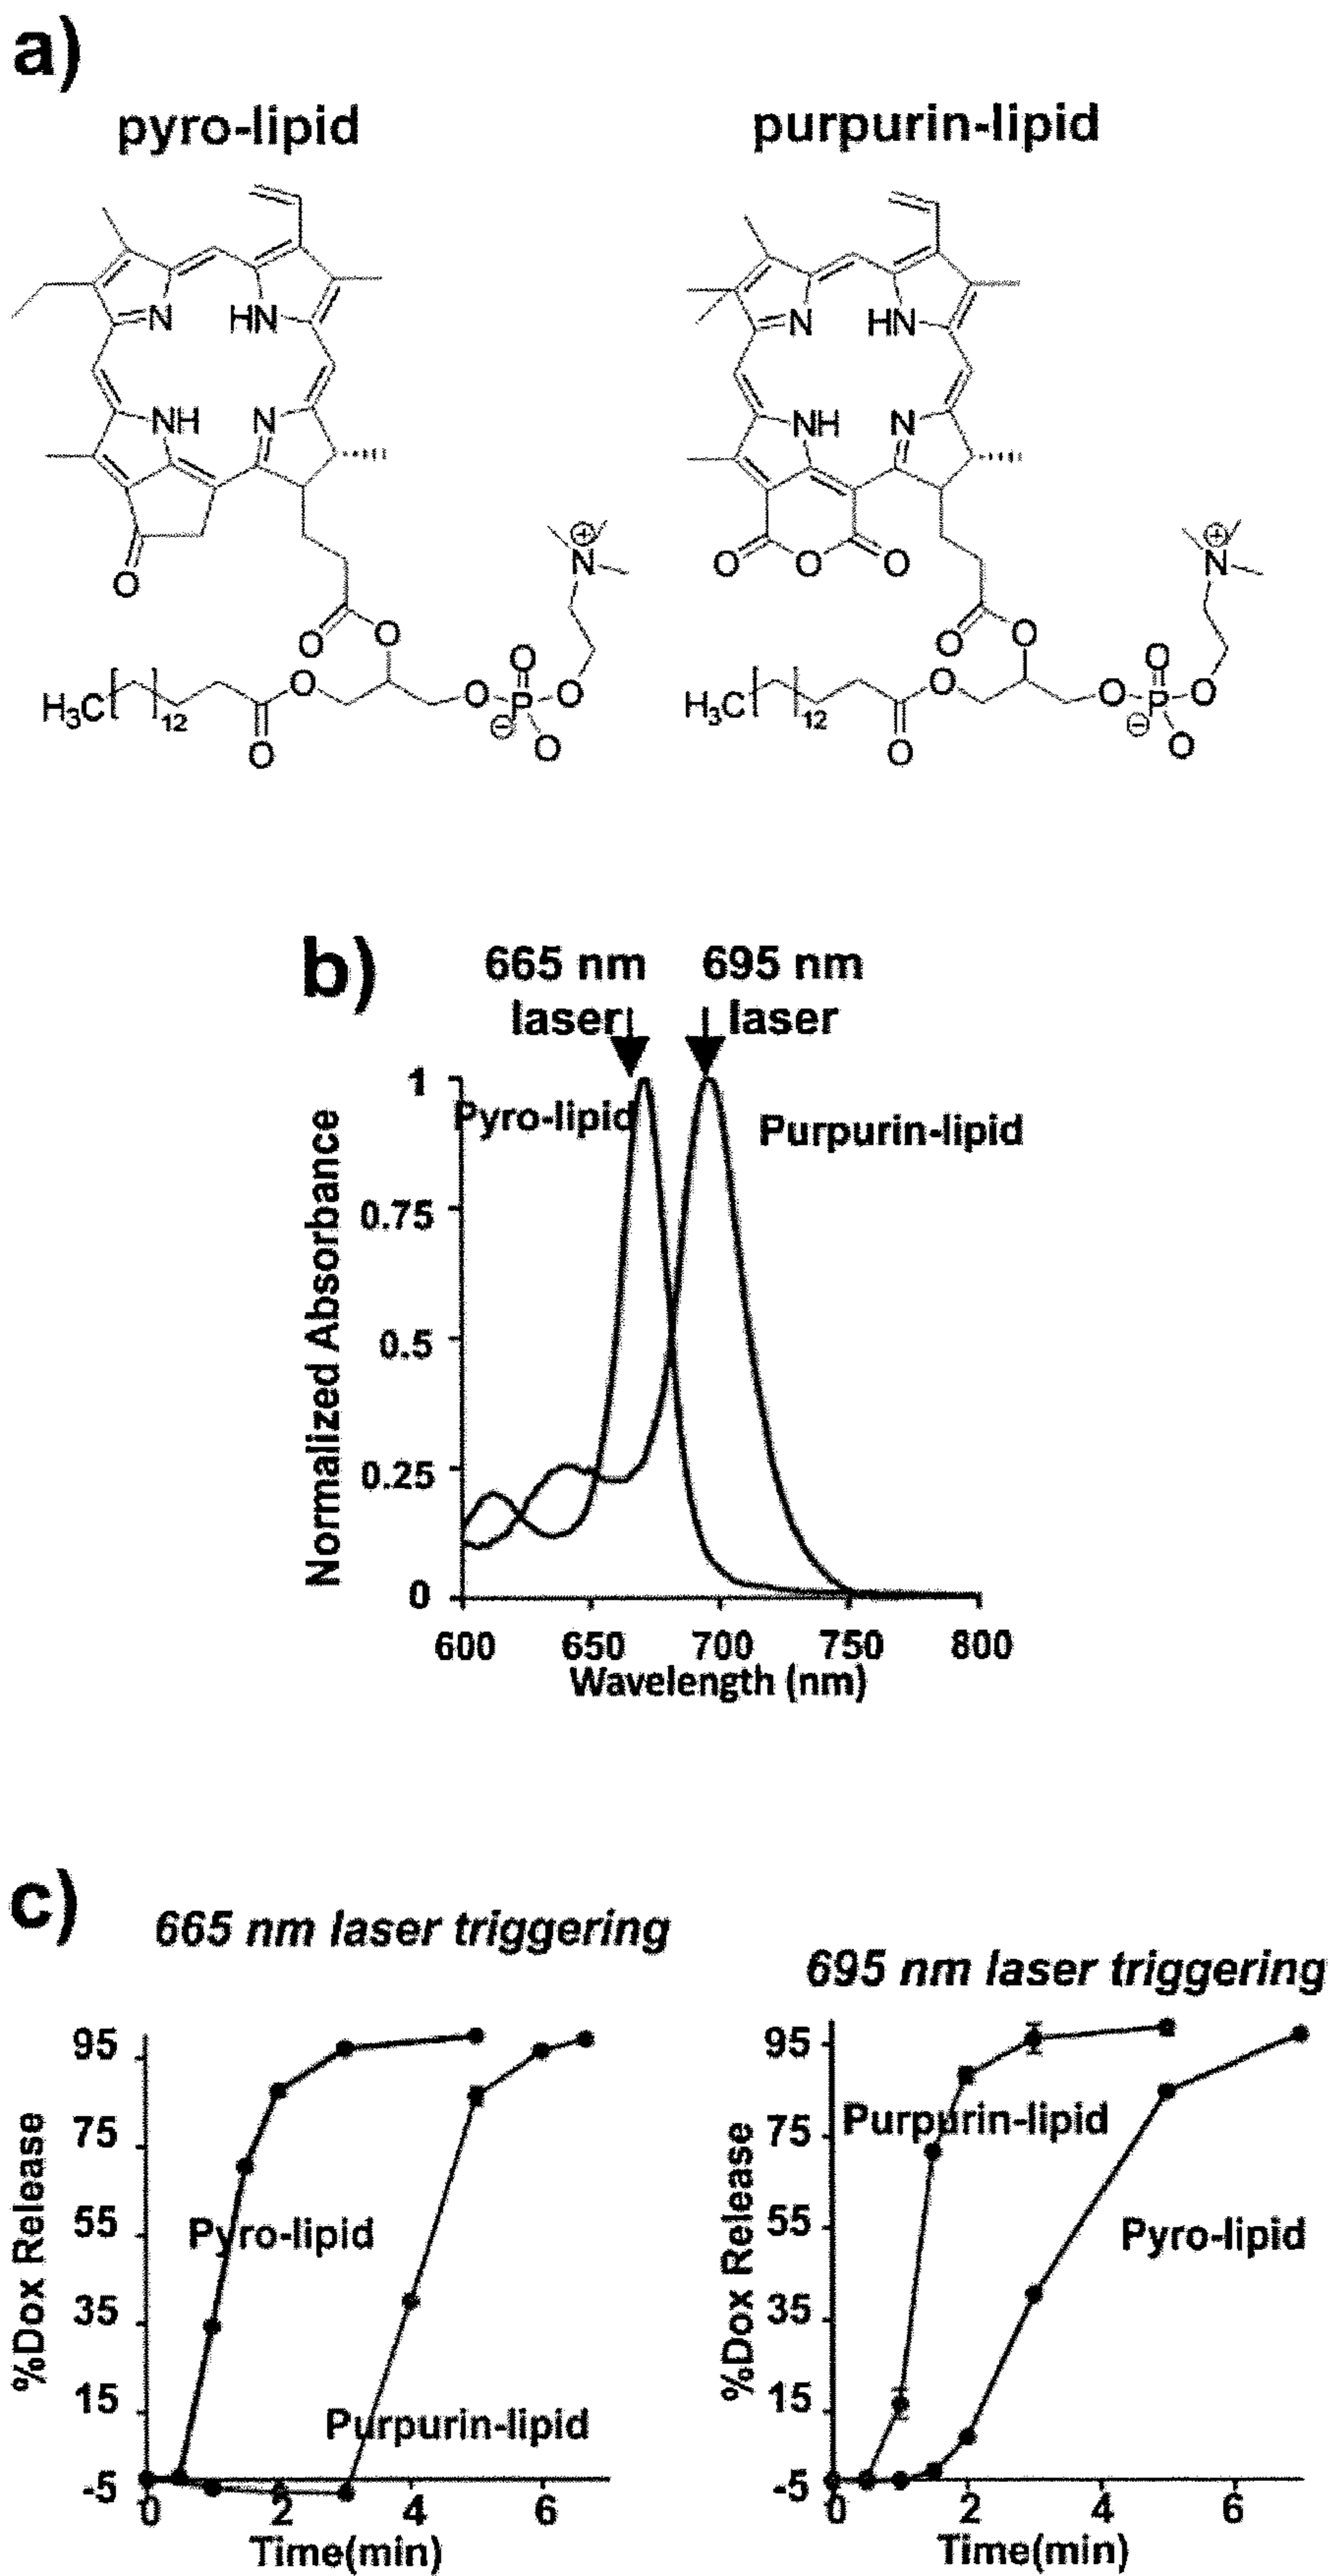 a)
pyro-lipid
purpurin-lipid
N HN
N HN
NH N
NH N
O
O O O
N⊕
N⊕
O O
O O
H₃C[ ]₁₂ O O O P O
H₃C[ ]₁₂ O O O P O
⊖
⊖
O O
O O
b)
665 nm laser
695 nm laser
Pyro-lipid
Purpurin-lipid
Normalized Absorbance
1
0.75
0.5
0.25
0
600 650 700 750 800
Wavelength (nm)
c)
665 nm laser triggering
%Dox Release
95
75
55
35
15
-5
Pyro-lipid
Purpurin-lipid
0 2 4 6
Time(min)
695 nm laser triggering
%Dox Release
95
75
55
35
15
-5
Purpurin-lipid
Pyro-lipid
0 2 4 6
Time(min)